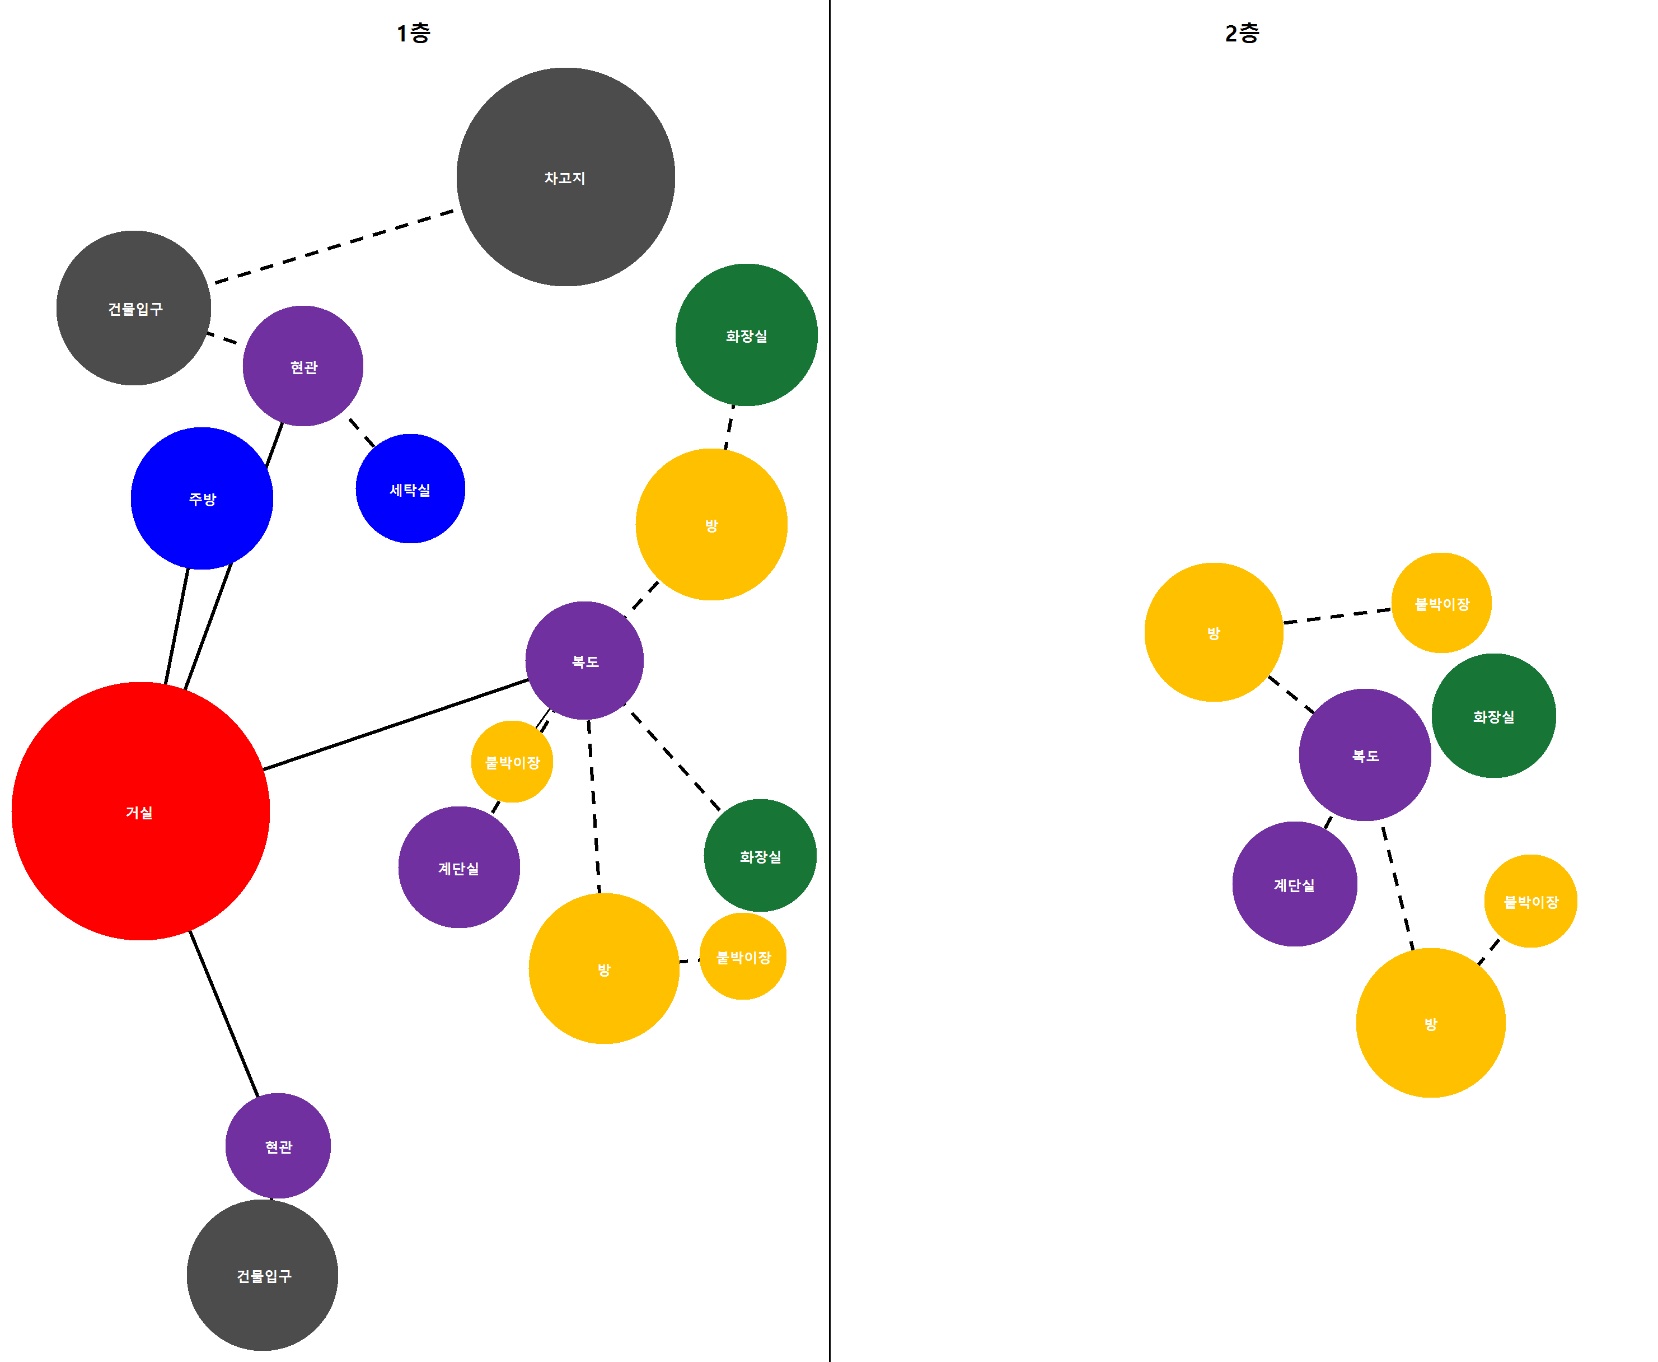 1층
차고지
건물입구
현관
화장실
주방
세탁실
방
복도
붙박이장
거실
계단실
화장실
방
붙박이장
현관
건물입구
2층
방
붙박이장
화장실
복도
계단실
붙박이장
방